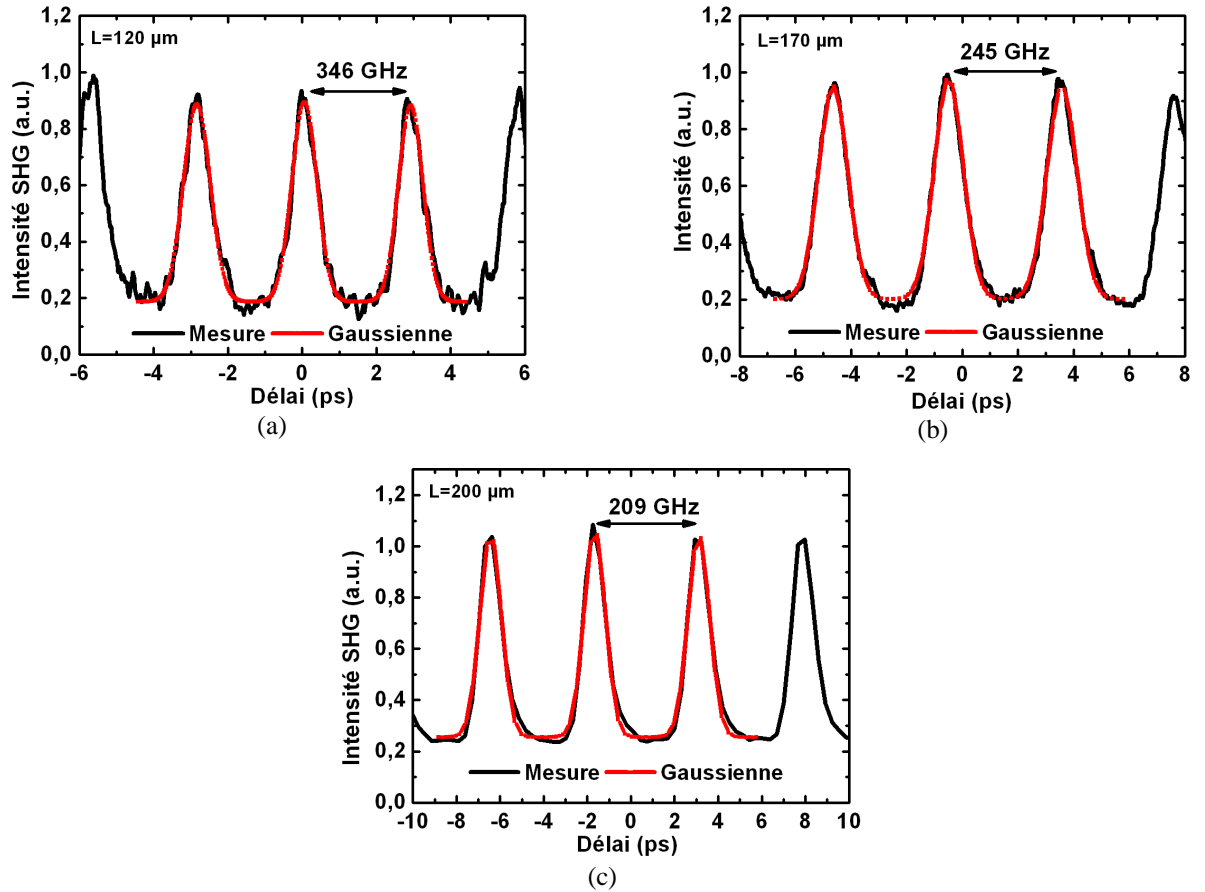 L=120 µm
346 GHz
Intensité SHG (a.u.)
1,2
1,0
0,8
0,6
0,4
0,2
0,0
Mesure Gaussienne
-6 -4 -2 0 2 4 6
Délai (ps)
(a)
L=170 µm
245 GHz
Intensité (a.u.)
1,2
1,0
0,8
0,6
0,4
0,2
0,0
Mesure Gaussienne
-8 -6 -4 -2 0 2 4 6 8
Délai (ps)
(b)
L=200 µm
209 GHz
Intensité SHG (a.u.)
1,2
1,0
0,8
0,6
0,4
0,2
0,0
Mesure Gaussienne
-10 -8 -6 -4 -2 0 2 4 6 8 10
Délai (ps)
(c)